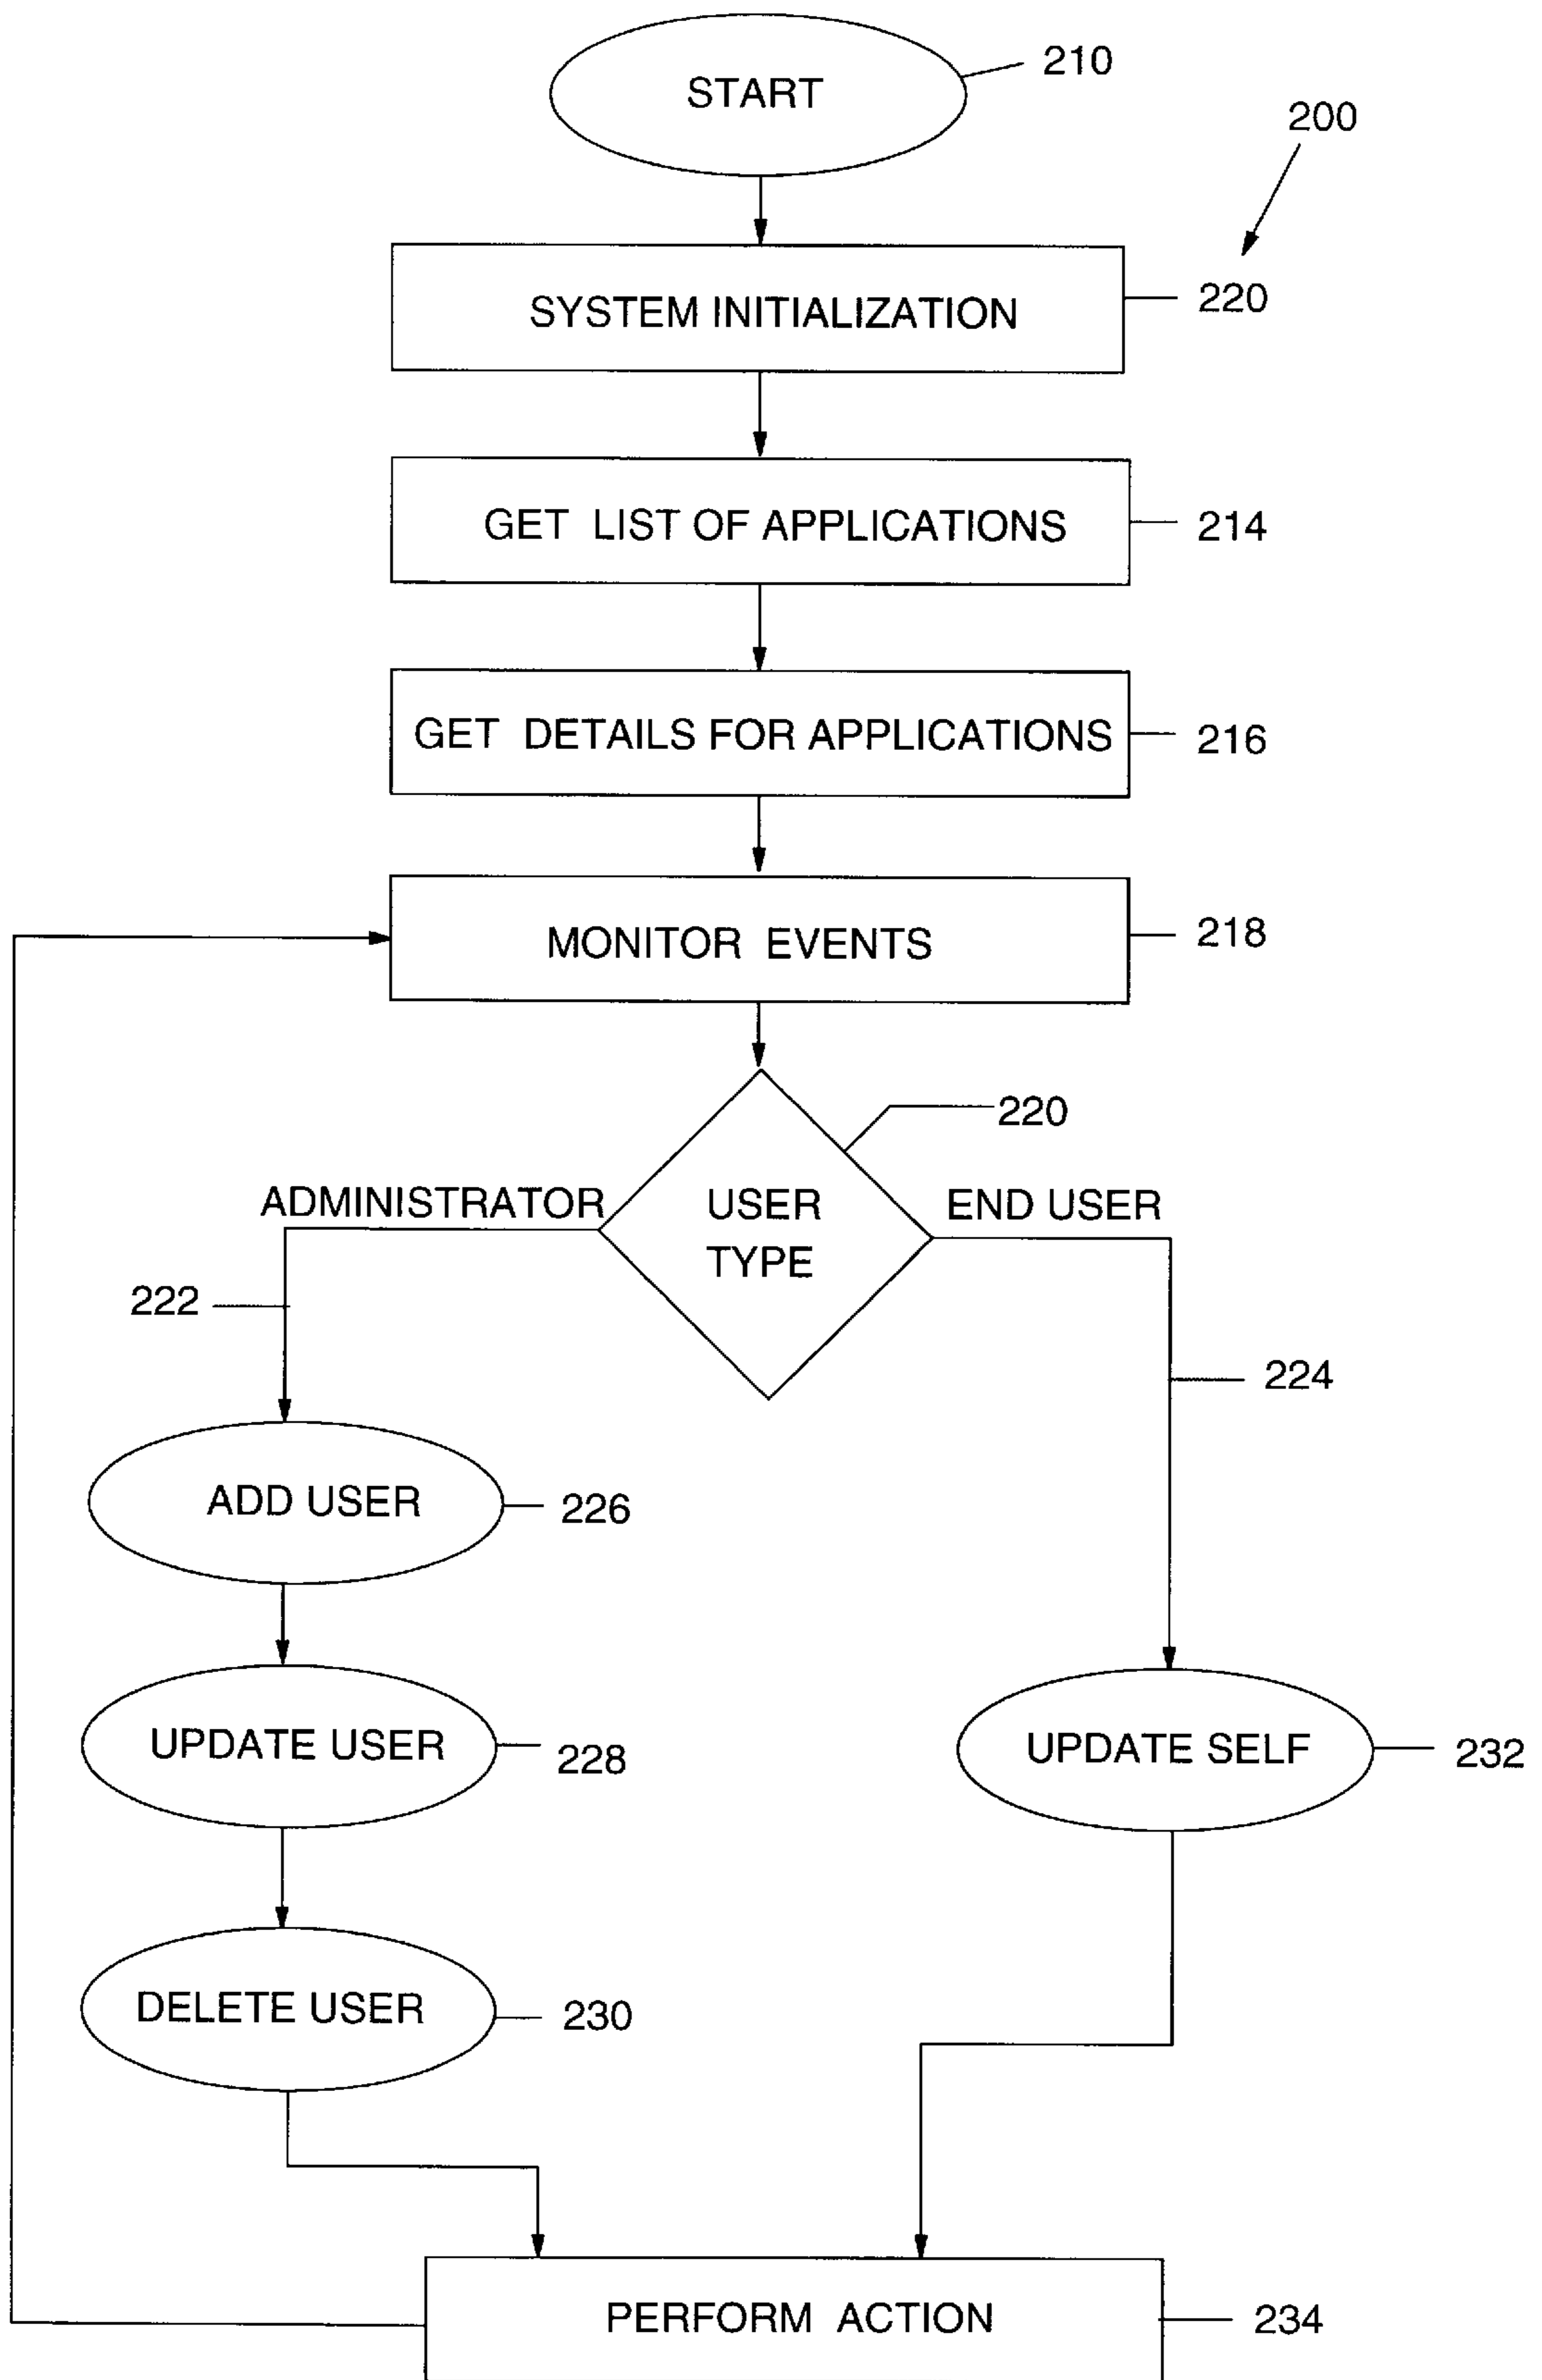 START
210
200
SYSTEM INITIALIZATION
220
GET LIST OF APPLICATIONS
214
GET DETAILS FOR APPLICATIONS
216
MONITOR EVENTS
218
220
ADMINISTRATOR
USER
TYPE
END USER
222
224
ADD USER
226
UPDATE USER
228
UPDATE SELF
232
DELETE USER
230
PERFORM ACTION
234